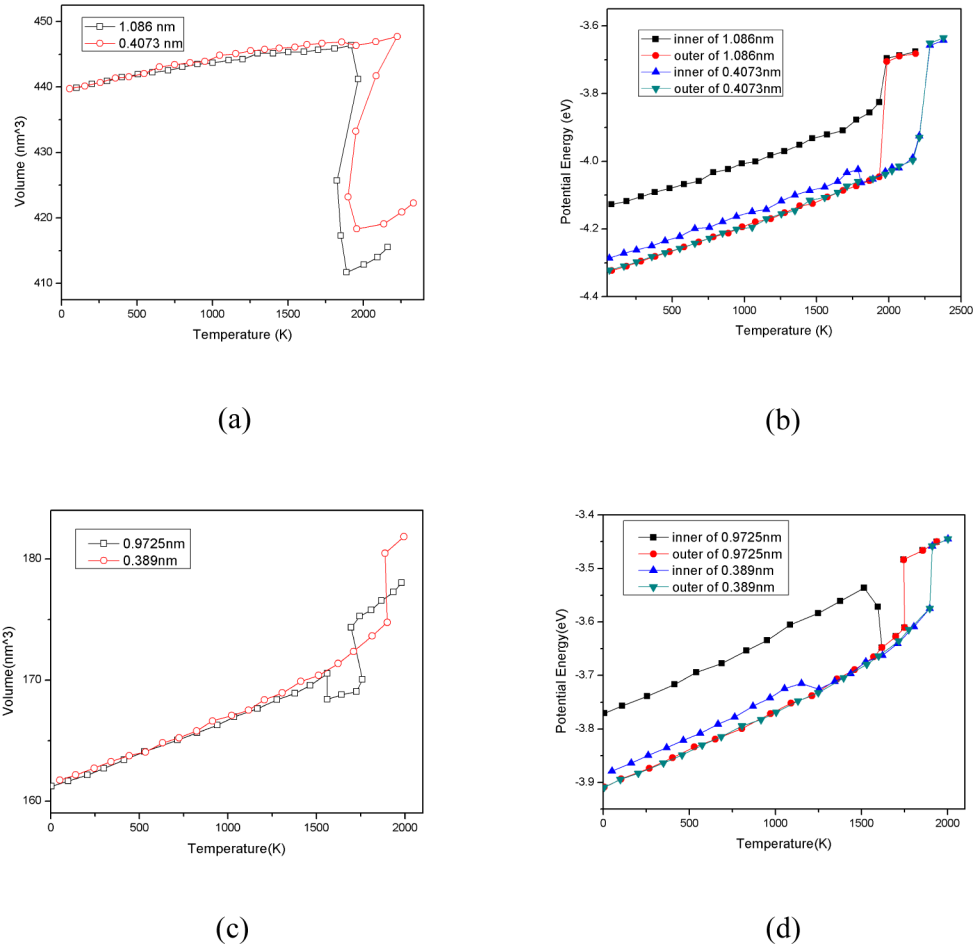 1.086 nm
0.4073 nm
450
440
430
420
410
Volume (nm^3)
0
500
1000
1500
2000
Temperature (K)
(a)
inner of 1.086nm
outer of 1.086nm
inner of 0.4073nm
outer of 0.4073nm
-3.6
-3.8
-4.0
-4.2
-4.4
Potential Energy (eV)
500
1000
1500
2000
2500
Temperature (K)
(b)
0.9725nm
0.389nm
180
170
160
Volume(nm^3)
0
500
1000
1500
2000
Temperature(K)
(c)
inner of 0.9725nm
outer of 0.9725nm
inner of 0.389nm
outer of 0.389nm
-3.4
-3.5
-3.6
-3.7
-3.8
-3.9
Potential Energy(eV)
0
500
1000
1500
2000
Temperature(K)
(d)